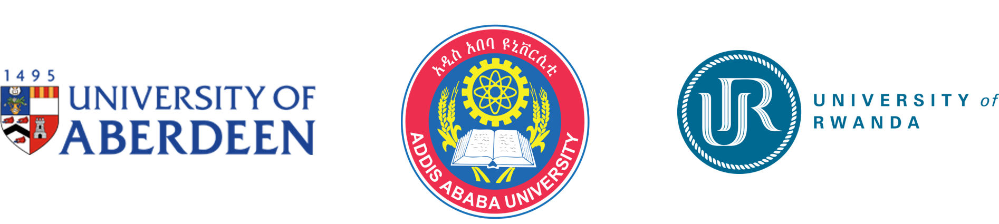 1495
UNIVERSITY OF
ABERDEEN
አዲስ አበባ ዩኒቨርሲቲ
ADDIS ABABA UNIVERSITY
UR
UNIVERSITY of
RWANDA